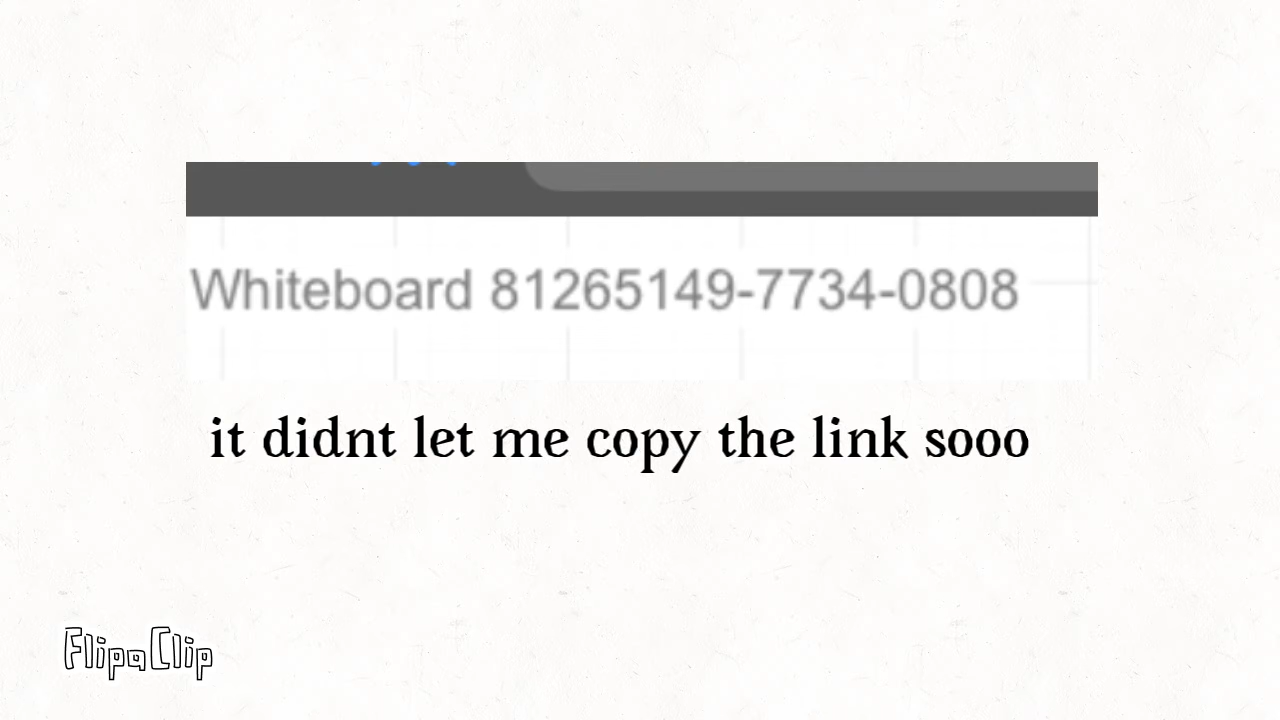 Whiteboard 81265149-7734-0808
it didnt let me copy the link sooo
FlipaClip